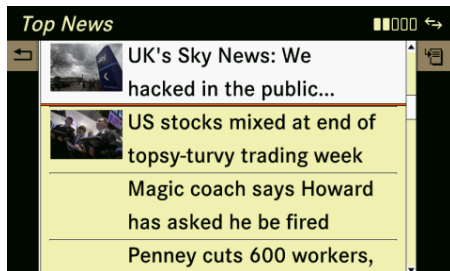 Top News
UK's Sky News: We
hacked in the public...
US stocks mixed at end of
topsy-turvy trading week
Magic coach says Howard
has asked he be fired
Penney cuts 600 workers,